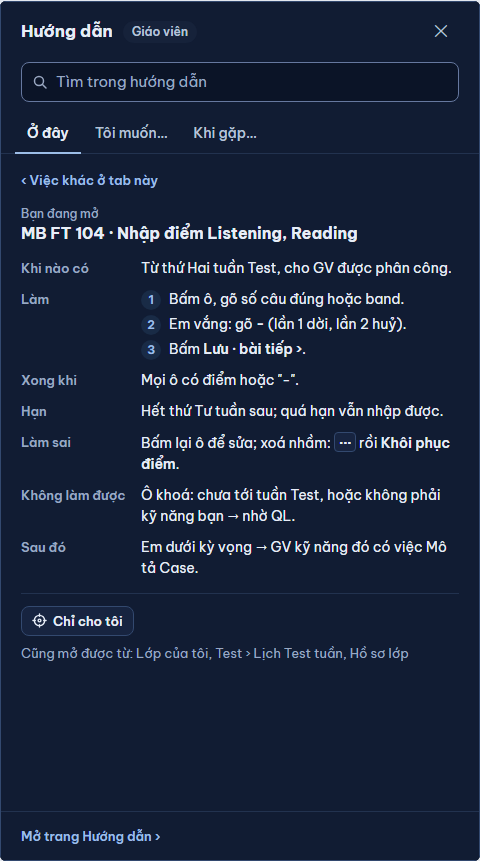 Hướng dẫn Giáo viên
Tìm trong hướng dẫn
Ở đây Tôi muốn... Khi gặp...
‹ Việc khác ở tab này
Bạn đang mở
MB FT 104 · Nhập điểm Listening, Reading
Khi nào có Từ thứ Hai tuần Test, cho GV được phân công.
Làm 1 Bấm ô, gõ số câu đúng hoặc band.
2 Em vắng: gõ - (lần 1 dời, lần 2 huỷ).
3 Bấm Lưu · bài tiếp ›.
Xong khi Mọi ô có điểm hoặc "-".
Hạn Hết thứ Tư tuần sau; quá hạn vẫn nhập được.
Làm sai Bấm lại ô để sửa; xoá nhầm: ··· rồi Khôi phục
điểm.
Không làm được Ô khoá: chưa tới tuần Test, hoặc không phải
kỹ năng bạn → nhờ QL.
Sau đó Em dưới kỳ vọng → GV kỹ năng đó có việc Mô
tả Case.
Chỉ cho tôi
Cũng mở được từ: Lớp của tôi, Test › Lịch Test tuần, Hồ sơ lớp
Mở trang Hướng dẫn ›